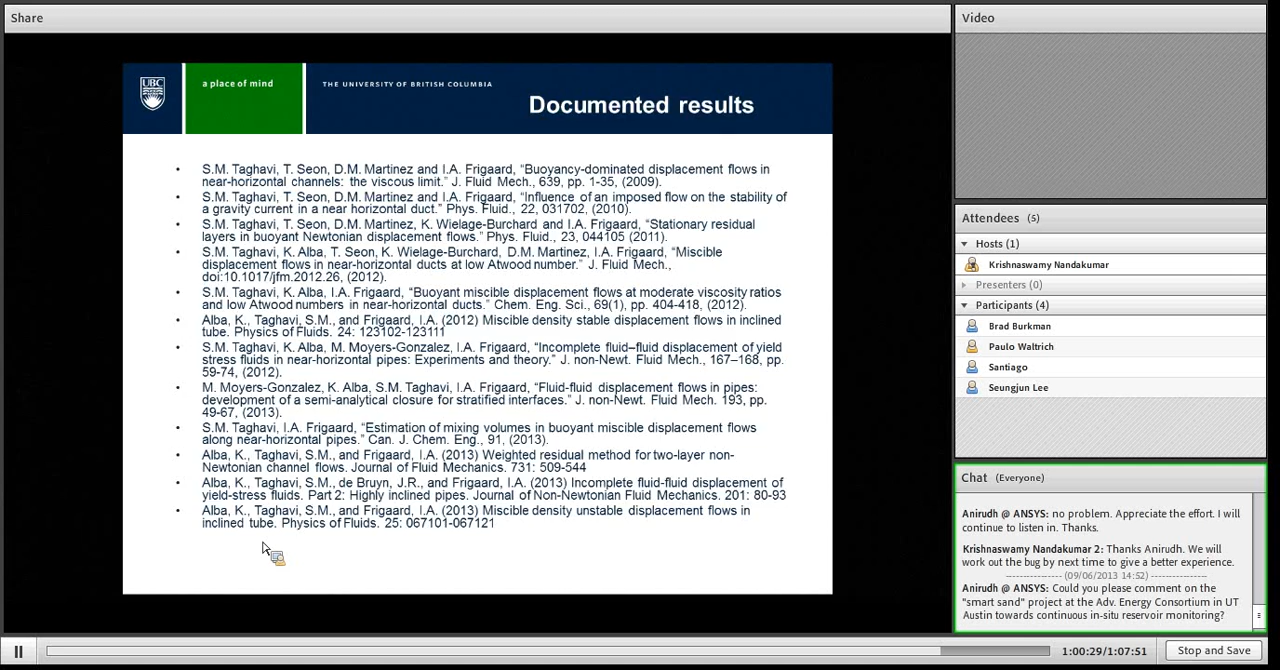 Share
UBC
a place of mind
THE UNIVERSITY OF BRITISH COLUMBIA
Documented results
• S.M. Taghavi, T. Seon, D.M. Martinez and I.A. Frigaard, “Buoyancy-dominated displacement flows in
near-horizontal channels: the viscous limit.” J. Fluid Mech., 639, pp. 1-35, (2009).
• S.M. Taghavi, T. Seon, D.M. Martinez and I.A. Frigaard, “Influence of an imposed flow on the stability of
a gravity current in a near horizontal duct.” Phys. Fluid., 22, 031702, (2010).
• S.M. Taghavi, T. Seon, D.M. Martinez, K. Wielage-Burchard and I.A. Frigaard, “Stationary residual
layers in buoyant Newtonian displacement flows.” Phys. Fluid., 23, 044105 (2011).
• S.M. Taghavi, K. Alba, T. Seon, K. Wielage-Burchard, D.M. Martinez, I.A. Frigaard, “Miscible
displacement flows in near-horizontal ducts at low Atwood number.” J. Fluid Mech.,
doi:10.1017/jfm.2012.26, (2012).
• S.M. Taghavi, K. Alba, I.A. Frigaard, “Buoyant miscible displacement flows at moderate viscosity ratios
and low Atwood numbers in near-horizontal ducts.” Chem. Eng. Sci., 69(1), pp. 404-418, (2012).
• Alba, K., Taghavi, S.M., and Frigaard, I.A. (2012) Miscible density stable displacement flows in inclined
tube. Physics of Fluids. 24: 123102-123111
• S.M. Taghavi, K. Alba, M. Moyers-Gonzalez, I.A. Frigaard, “Incomplete fluid–fluid displacement of yield
stress fluids in near-horizontal pipes: Experiments and theory.” J. non-Newt. Fluid Mech., 167–168, pp.
59-74, (2012).
• M. Moyers-Gonzalez, K. Alba, S.M. Taghavi, I.A. Frigaard, “Fluid-fluid displacement flows in pipes:
development of a semi-analytical closure for stratified interfaces.” J. non-Newt. Fluid Mech. 193, pp.
49-67, (2013).
• S.M. Taghavi, I.A. Frigaard, “Estimation of mixing volumes in buoyant miscible displacement flows
along near-horizontal pipes.” Can. J. Chem. Eng., 91, (2013).
• Alba, K., Taghavi, S.M., and Frigaard, I.A. (2013) Weighted residual method for two-layer non-
Newtonian channel flows. Journal of Fluid Mechanics. 731: 509-544
• Alba, K., Taghavi, S.M., de Bruyn, J.R., and Frigaard, I.A. (2013) Incomplete fluid-fluid displacement of
yield-stress fluids. Part 2: Highly inclined pipes. Journal of Non-Newtonian Fluid Mechanics. 201: 80-93
• Alba, K., Taghavi, S.M., and Frigaard, I.A. (2013) Miscible density unstable displacement flows in
inclined tube. Physics of Fluids. 25: 067101-067121
Video
Attendees (5)
Hosts (1)
Krishnaswamy Nandakumar
Presenters (0)
Participants (4)
Brad Burkman
Paulo Waltrich
Santiago
Seungjun Lee
Chat (Everyone)
Anirudh @ ANSYS: no problem. Appreciate the effort. I will
continue to listen in. Thanks.
Krishnaswamy Nandakumar 2: Thanks Anirudh. We will
work out the bug by next time to give a better experience.
---------------- (09/06/2013 14:52) ----------------
Anirudh @ ANSYS: Could you please comment on the
"smart sand" project at the Adv. Energy Consortium in UT
Austin towards continuous in-situ reservoir monitoring?
1:00:29/1:07:51
Stop and Save